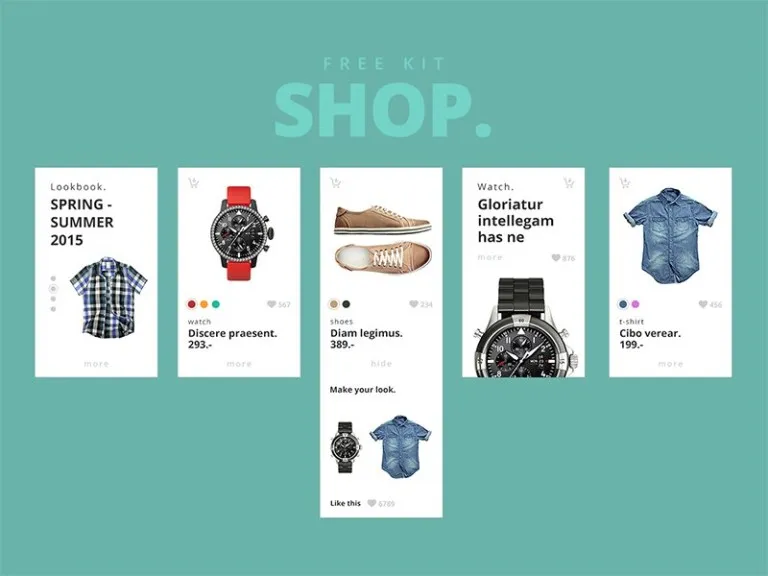 FREE KIT
SHOP.
Lookbook.
SPRING -
SUMMER
2015
more
567
watch
Discere praesent.
293.-
more
234
shoes
Diam legimus.
389.-
hide
Make your look.
Like this 6789
Watch.
Gloriatur
intellegam
has ne
more 876
456
t-shirt
Cibo verear.
199.-
more